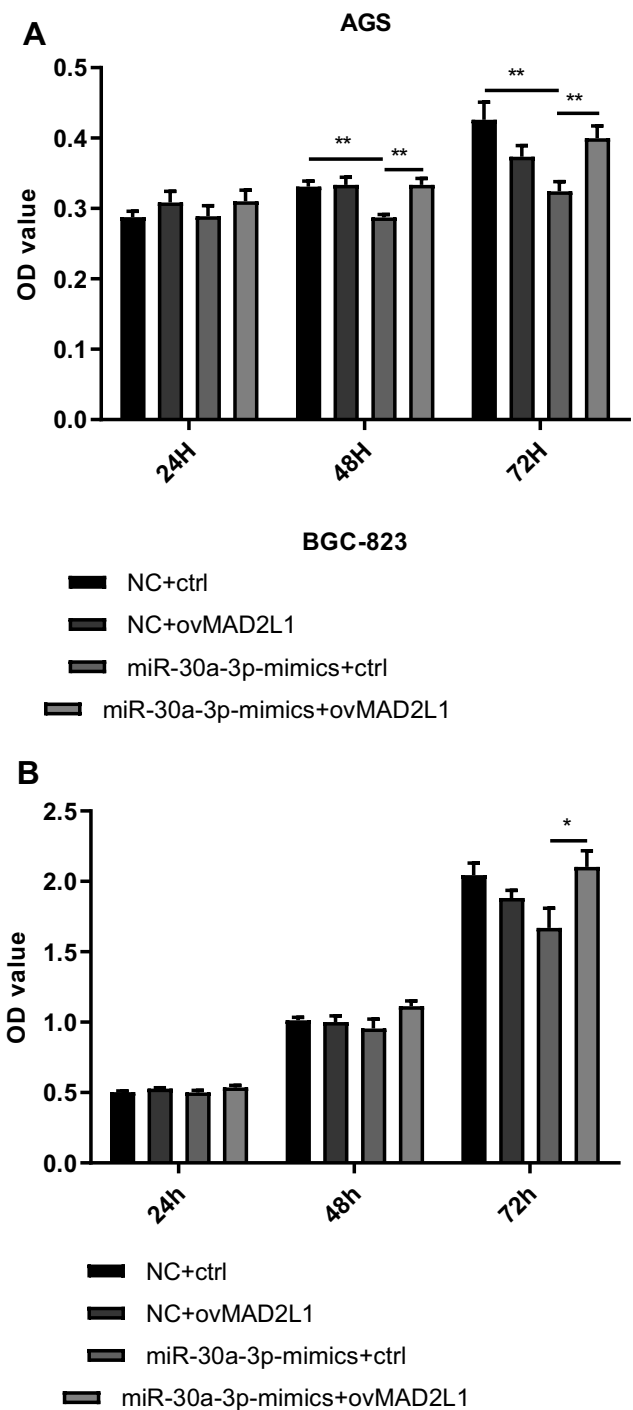 A
AGS
OD value
0.5
0.4
0.3
0.2
0.1
0.0
** ** ** **
24H 48H 72H
BGC-823
NC+ctrl
NC+ovMAD2L1
miR-30a-3p-mimics+ctrl
miR-30a-3p-mimics+ovMAD2L1
B
OD value
2.5
2.0
1.5
1.0
0.5
0.0
*
24h 48h 72h
NC+ctrl
NC+ovMAD2L1
miR-30a-3p-mimics+ctrl
miR-30a-3p-mimics+ovMAD2L1